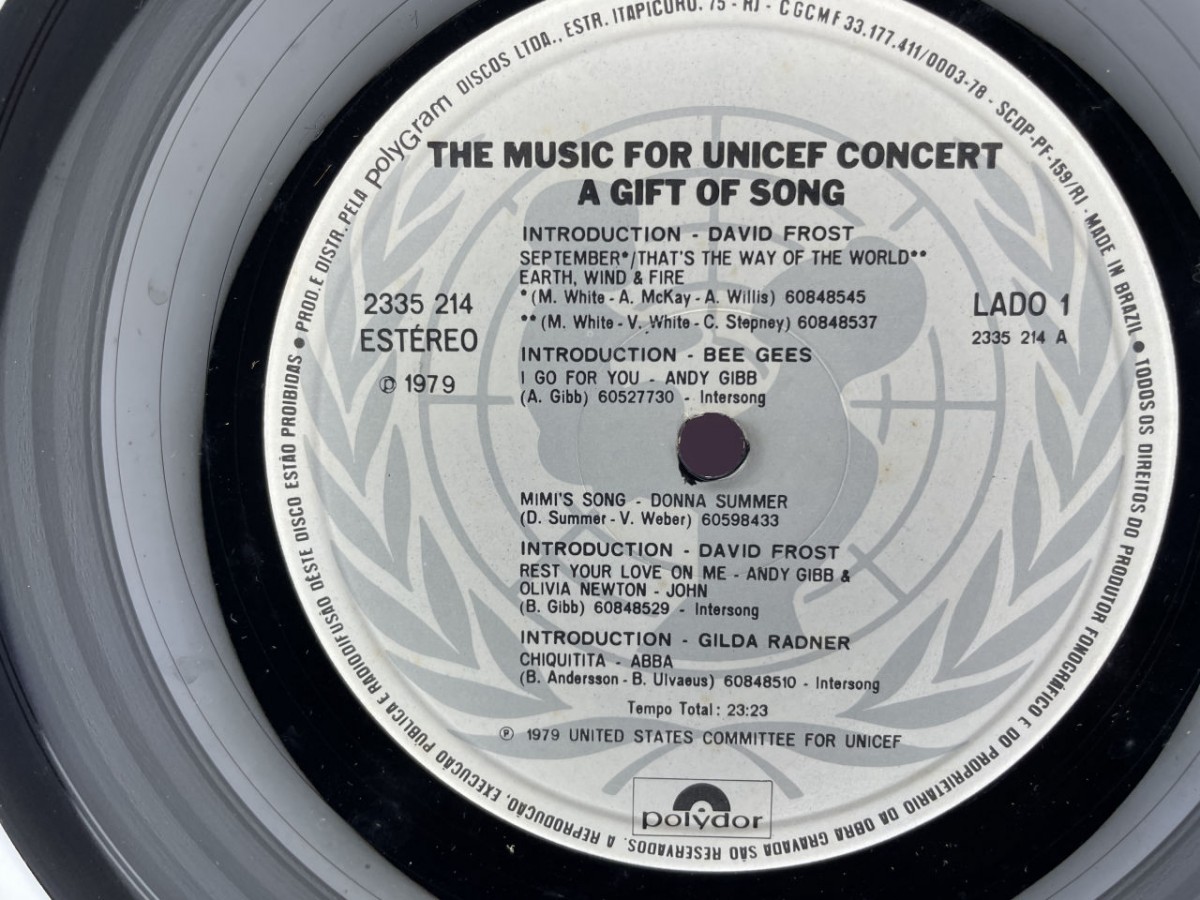 ● PROD. E DISTR. PELA polyGram DISCOS LTDA., ESTR. ITAPICURU, 75 - RJ - CGCMF 33.177.411/0003-78 - SCDP-PF-159/RJ - MADE IN BRAZIL ● TODOS OS DIREITOS DO PRODUTOR FONOGRÁFICO E DO PROPRIETÁRIO DA OBRA GRAVADA SÃO RESERVADOS. A REPRODUÇÃO, EXECUÇÃO PÚBLICA E RADIODIFUSÃO DESTE DISCO ESTÃO PROIBIDAS
THE MUSIC FOR UNICEF CONCERT
A GIFT OF SONG
2335 214
ESTÉREO
℗ 1979
LADO 1
2335 214 A
INTRODUCTION - DAVID FROST
SEPTEMBER*/THAT'S THE WAY OF THE WORLD**
EARTH, WIND & FIRE
* (M. White - A. McKay - A. Willis) 60848545
** (M. White - V. White - C. Stepney) 60848537
INTRODUCTION - BEE GEES
I GO FOR YOU - ANDY GIBB
(A. Gibb) 60527730 - Intersong
MIMI'S SONG - DONNA SUMMER
(D. Summer - V. Weber) 60598433
INTRODUCTION - DAVID FROST
REST YOUR LOVE ON ME - ANDY GIBB &
OLIVIA NEWTON - JOHN
(B. Gibb) 60848529 - Intersong
INTRODUCTION - GILDA RADNER
CHIQUITITA - ABBA
(B. Andersson - B. Ulvaeus) 60848510 - Intersong
Tempo Total: 23:23
℗ 1979 UNITED STATES COMMITTEE FOR UNICEF
polydor